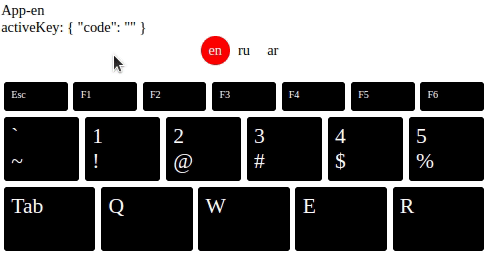 App-en
activeKey: { "code": "" }
en ru ar
Esc F1 F2 F3 F4 F5 F6
` 1 2 3 4 5
~ ! @ # $ %
Tab Q W E R